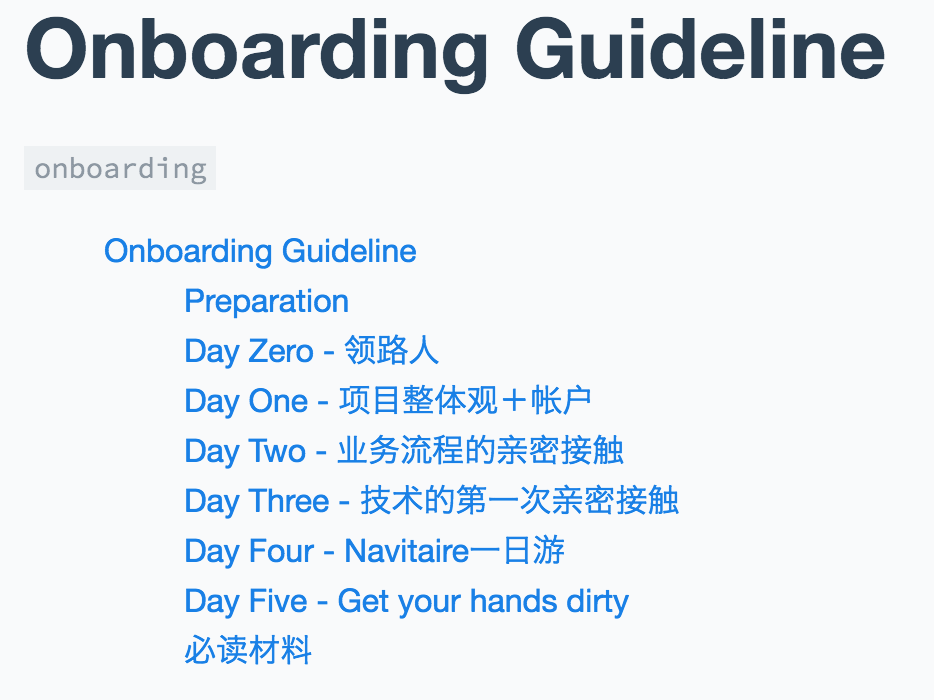 Onboarding Guideline
onboarding
Onboarding Guideline
Preparation
Day Zero - 领路人
Day One - 项目整体观＋帐户
Day Two - 业务流程的亲密接触
Day Three - 技术的第一次亲密接触
Day Four - Navitaire一日游
Day Five - Get your hands dirty
必读材料